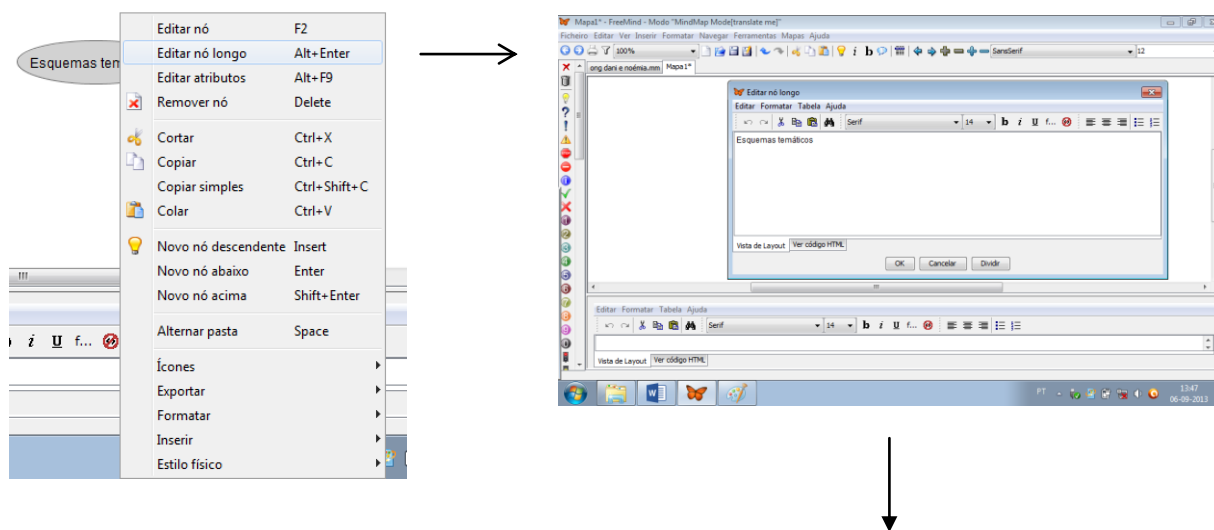 Esquemas tem
Editar nó F2
Editar nó longo Alt+Enter
Editar atributos Alt+F9
Remover nó Delete
Cortar Ctrl+X
Copiar Ctrl+C
Copiar simples Ctrl+Shift+C
Colar Ctrl+V
Novo nó descendente Insert
Novo nó abaixo Enter
Novo nó acima Shift+Enter
Alternar pasta Space
Ícones
Exportar
Formatar
Inserir
Estilo físico
i U f...
Mapa1* - FreeMind - Modo "MindMap Mode[translate me]"
Ficheiro Editar Ver Inserir Formatar Navegar Ferramentas Mapas Ajuda
100% i b SansSerif 12
ong dani e noémia.mm Mapa1*
Editar nó longo
Editar Formatar Tabela Ajuda
Serif 14 b i U f...
Esquemas temáticos
Vista de Layout Ver código HTML
OK Cancelar Dividir
Editar Formatar Tabela Ajuda
Serif 14 b i U f...
Vista de Layout Ver código HTML
PT 13:47
06-09-2013